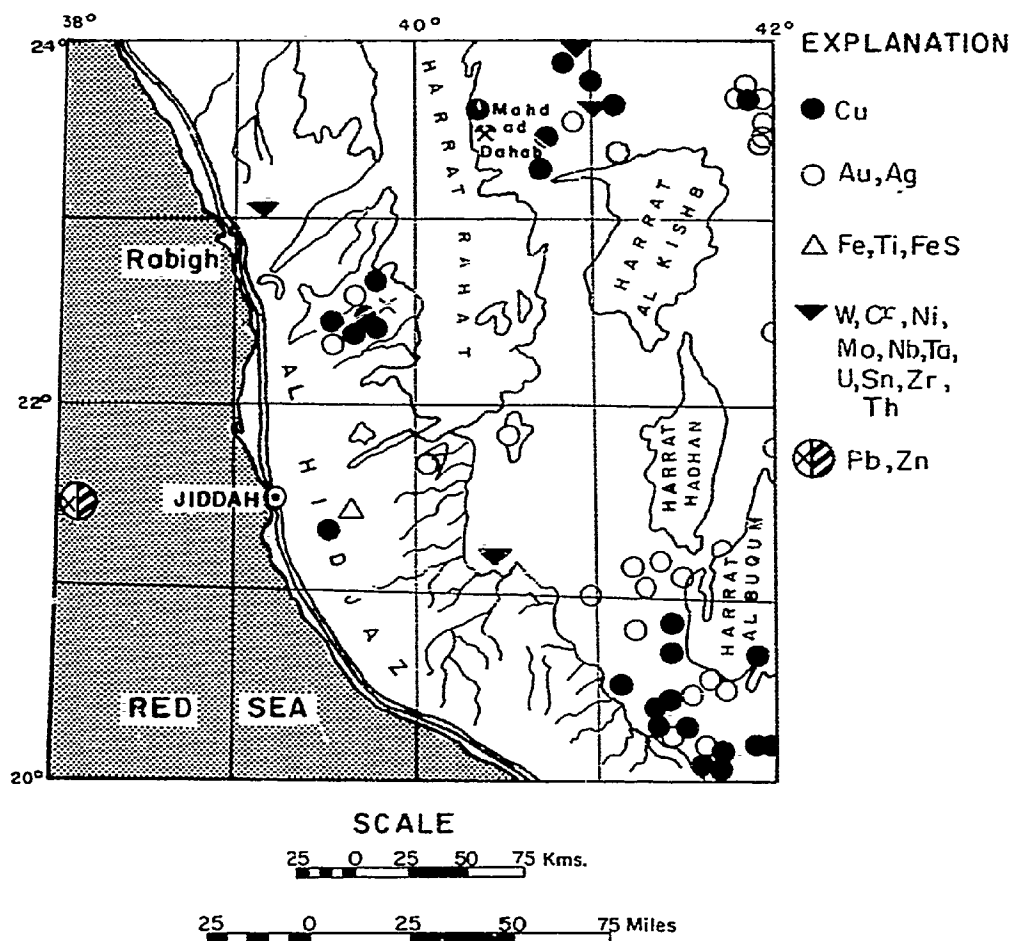 38°
40°
42°
24°
22°
20°
EXPLANATION
Cu
Au, Ag
Fe, Ti, FeS
W, Cr, Ni,
Mo, Nb, Ta,
U, Sn, Zr,
Th
Pb, Zn
HARRAT RAHAT
Mahd
ad
Dahab
HARRAT
AL KISHB
Rabigh
AL HIDJAZ
HARRAT
HADHAN
JIDDAH
HARRAT
HAL BUQUM
RED SEA
SCALE
25 0 25 50 75 Kms.
25 0 25 50 75 Miles